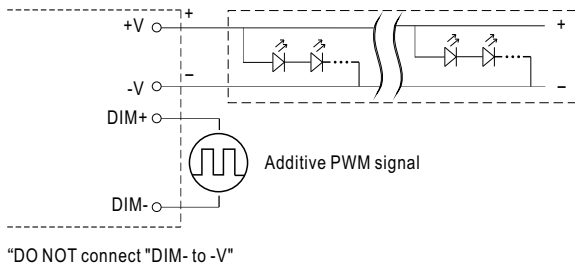 +V + +
-V − −
DIM+
Additive PWM signal
DIM-
“DO NOT connect "DIM- to -V"